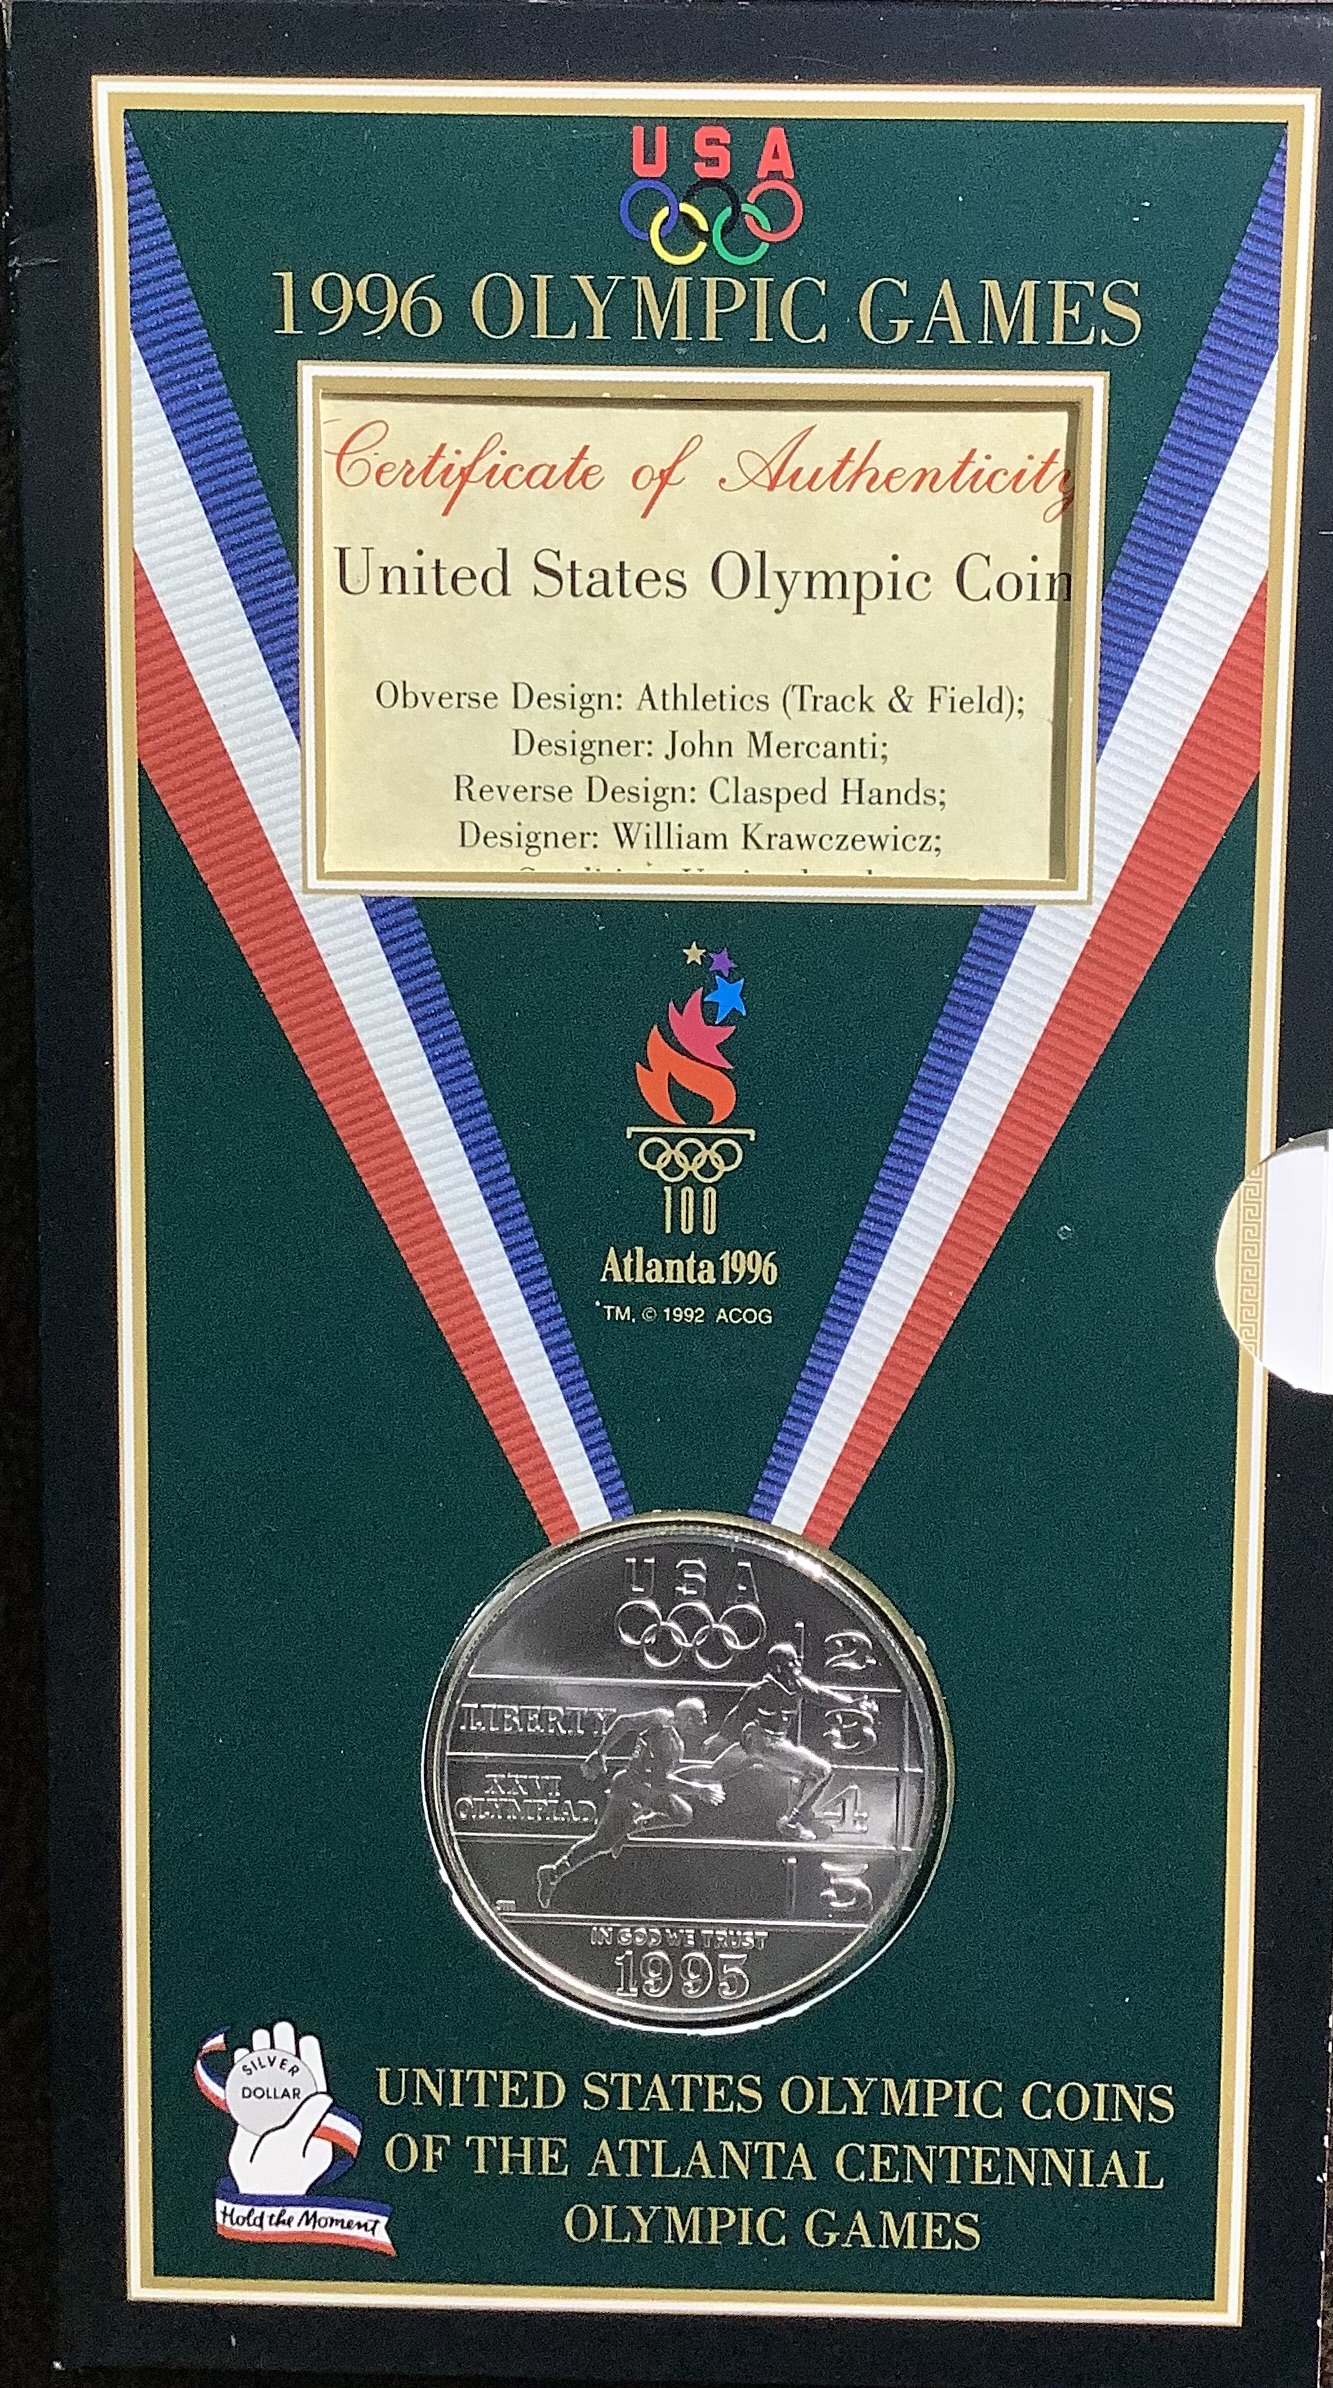 USA
1996 OLYMPIC GAMES
Certificate of Authenticity
United States Olympic Coin
Obverse Design: Athletics (Track & Field);
Designer: John Mercanti;
Reverse Design: Clasped Hands;
Designer: William Krawczewicz;
100
Atlanta 1996
TM, © 1992 ACOG
USA
2
LIBERTY
3
XXVI
OLYMPIAD
4
5
IN GOD WE TRUST
1995
SILVER
DOLLAR
Hold the Moment
UNITED STATES OLYMPIC COINS
OF THE ATLANTA CENTENNIAL
OLYMPIC GAMES